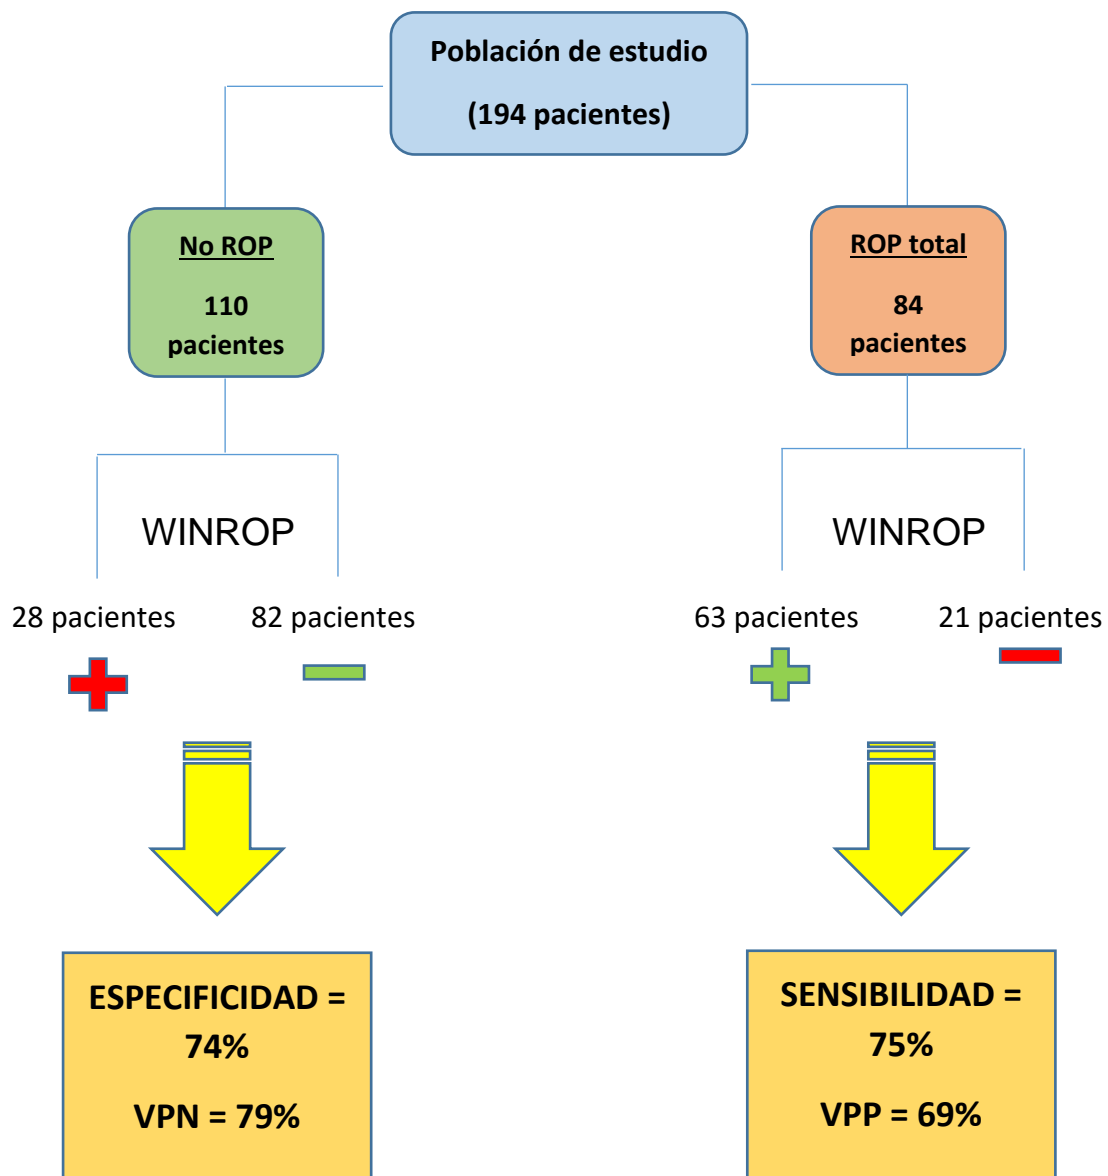 Población de estudio
(194 pacientes)
No ROP
110
pacientes
ROP total
84
pacientes
WINROP
WINROP
28 pacientes
82 pacientes
63 pacientes
21 pacientes
ESPECIFICIDAD =
74%
VPN = 79%
SENSIBILIDAD =
75%
VPP = 69%